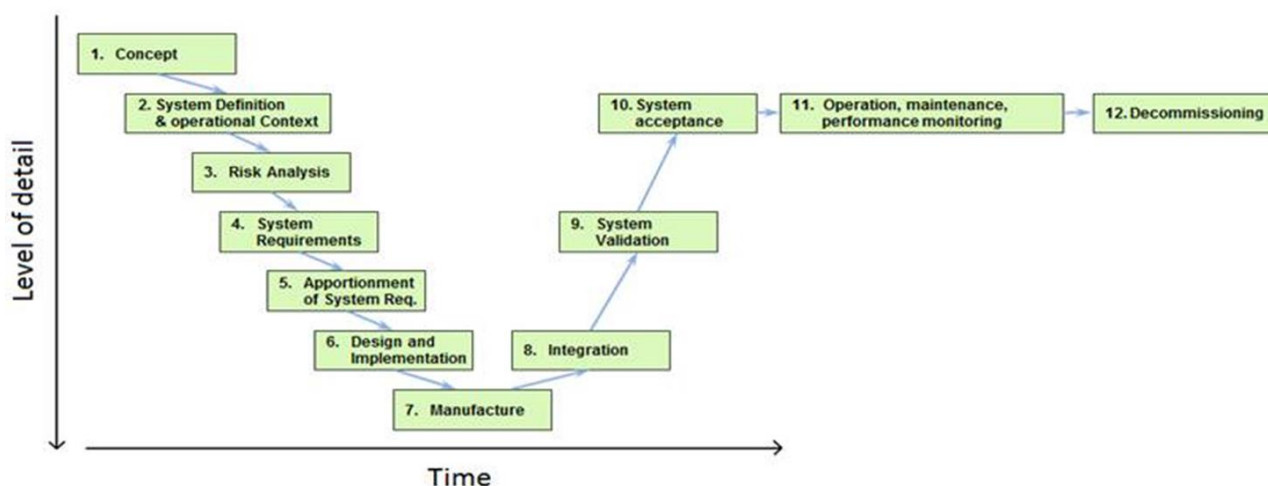 1. Concept
2. System Definition
& operational Context
3. Risk Analysis
4. System
Requirements
5. Apportionment
of System Req.
6. Design and
Implementation
7. Manufacture
8. Integration
9. System
Validation
10. System
acceptance
11. Operation, maintenance,
performance monitoring
12. Decommissioning
Level of detail
Time